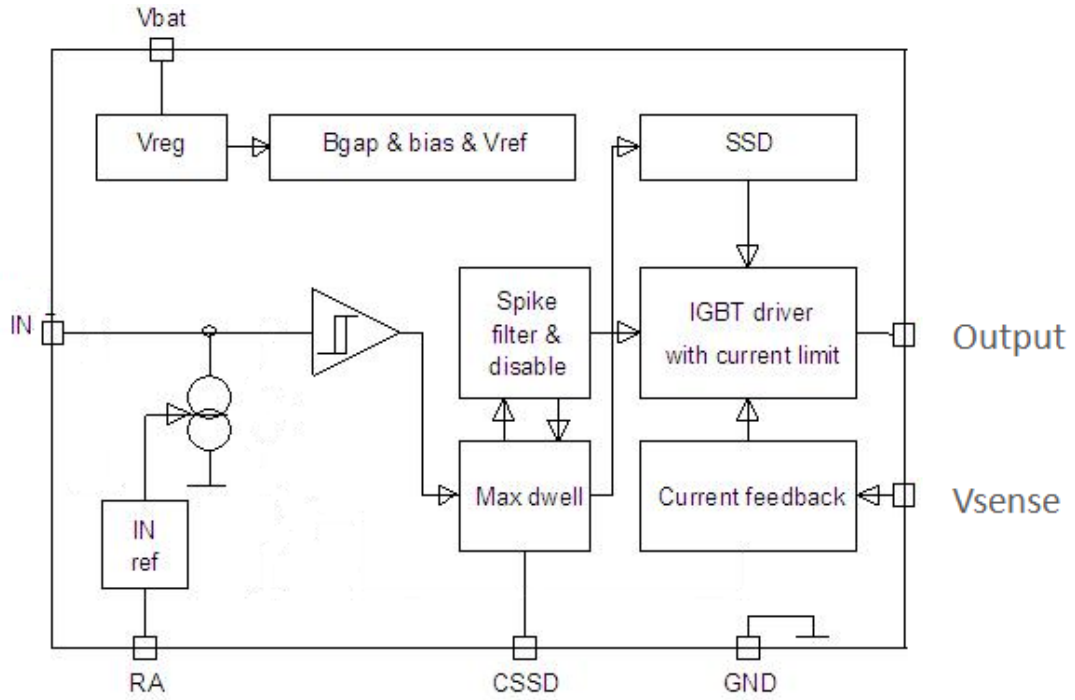 Vbat
Vreg
Bgap & bias & Vref
SSD
IN
Spike
filter &
disable
IGBT driver
with current limit
Output
IN
ref
Max dwell
Current feedback
Vsense
RA
CSSD
GND